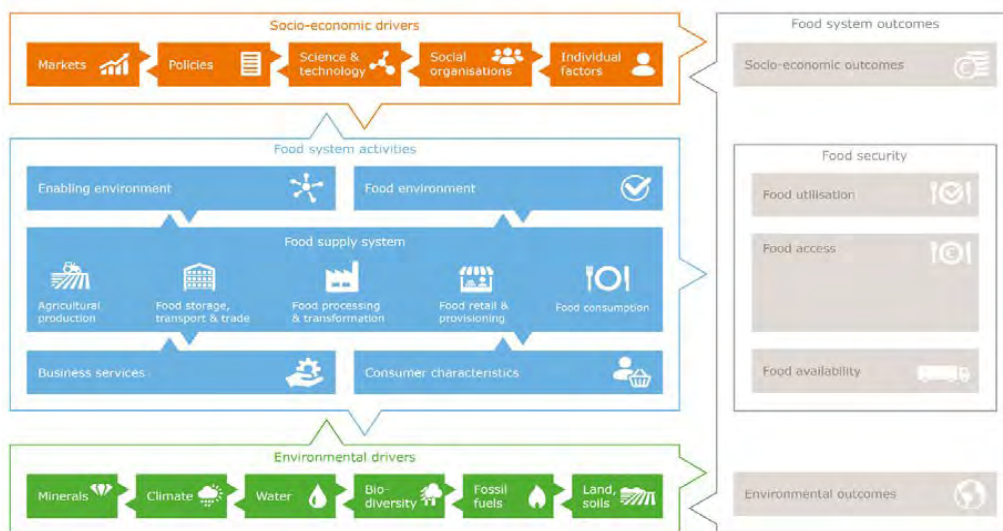 Socio-economic drivers
Markets
Policies
Science &
technology
Social
organisations
Individual
factors
Food system activities
Enabling environment
Food environment
Food supply system
Agricultural
production
Food storage,
transport & trade
Food processing
& transformation
Food retail &
provisioning
Food consumption
Business services
Consumer characteristics
Environmental drivers
Minerals
Climate
Water
Bio-
diversity
Fossil
fuels
Land,
soils
Food system outcomes
Socio-economic outcomes
Food security
Food utilisation
Food access
Food availability
Environmental outcomes